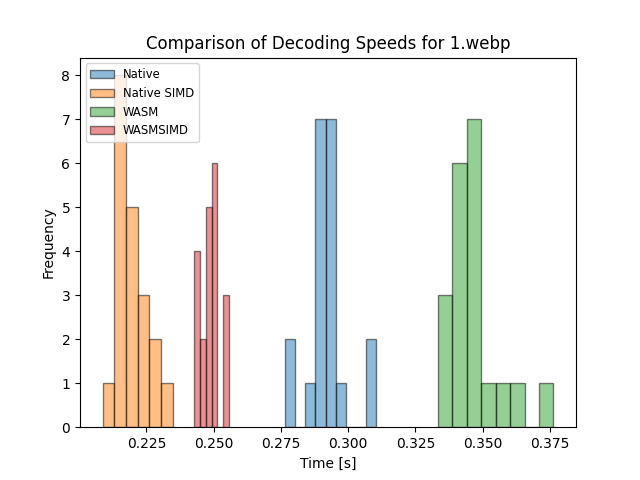 Comparison of Decoding Speeds for 1.webp
Native
Native SIMD
WASM
WASMSIMD
8
7
6
5
4
3
2
1
0
Frequency
0.225 0.250 0.275 0.300 0.325 0.350 0.375
Time [s]